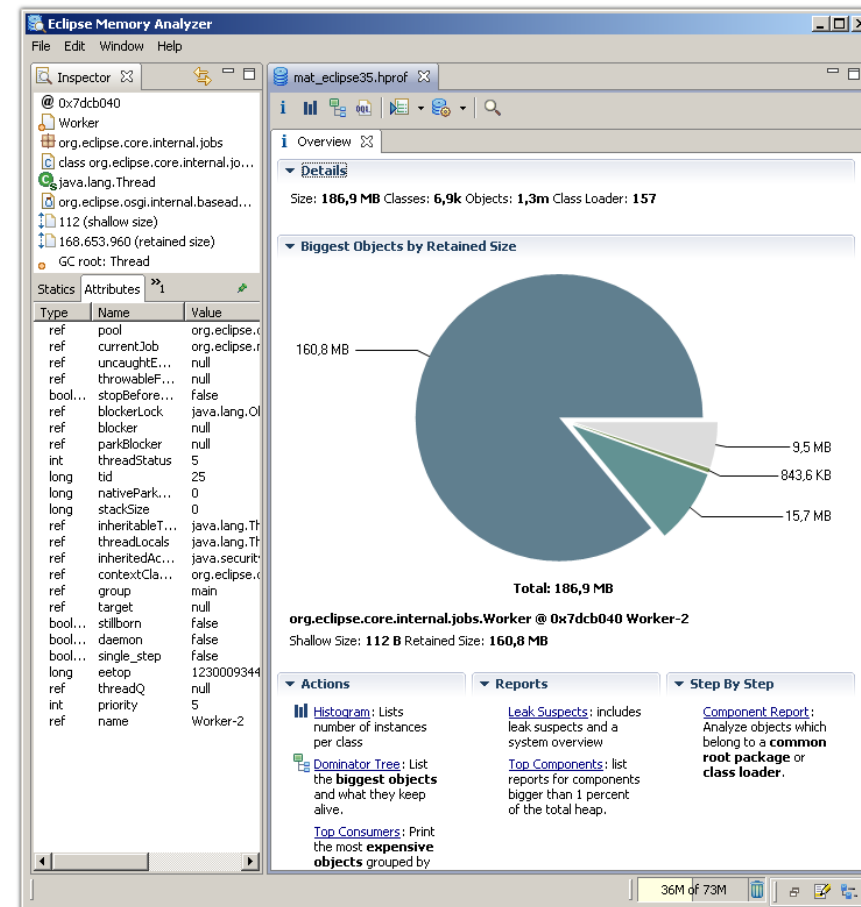 Eclipse Memory Analyzer
File Edit Window Help
Inspector
@ 0x7dcb040
Worker
org.eclipse.core.internal.jobs
class org.eclipse.core.internal.jo...
java.lang.Thread
org.eclipse.osgi.internal.basead...
112 (shallow size)
168.653.960 (retained size)
GC root: Thread
Statics Attributes »1
Type Name Value
ref pool org.eclipse.
ref currentJob org.eclipse.
ref uncaughtE... null
ref throwableF... null
bool... stopBefore... false
ref blockerLock java.lang.Ol
ref blocker null
ref parkBlocker null
int threadStatus 5
long tid 25
long nativePark... 0
long stackSize 0
ref inheritableT... java.lang.Th
ref threadLocals java.lang.Th
ref inheritedAc... java.securit
ref contextCla... org.eclipse.
ref group main
ref target null
bool... stillborn false
bool... daemon false
bool... single_step false
long eetop 1230009344
ref threadQ null
int priority 5
ref name Worker-2
mat_eclipse35.hprof
i OQL
i Overview
Details
Size: 186,9 MB Classes: 6,9k Objects: 1,3m Class Loader: 157
Biggest Objects by Retained Size
160,8 MB
9,5 MB
843,6 KB
15,7 MB
Total: 186,9 MB
org.eclipse.core.internal.jobs.Worker @ 0x7dcb040 Worker-2
Shallow Size: 112 B Retained Size: 160,8 MB
Actions
Histogram: Lists
number of instances
per class
Dominator Tree: List
the biggest objects
and what they keep
alive.
Top Consumers: Print
the most expensive
objects grouped by
Reports
Leak Suspects: includes
leak suspects and a
system overview
Top Components: list
reports for components
bigger than 1 percent
of the total heap.
Step By Step
Component Report:
Analyze objects which
belong to a common
root package or
class loader.
36M of 73M